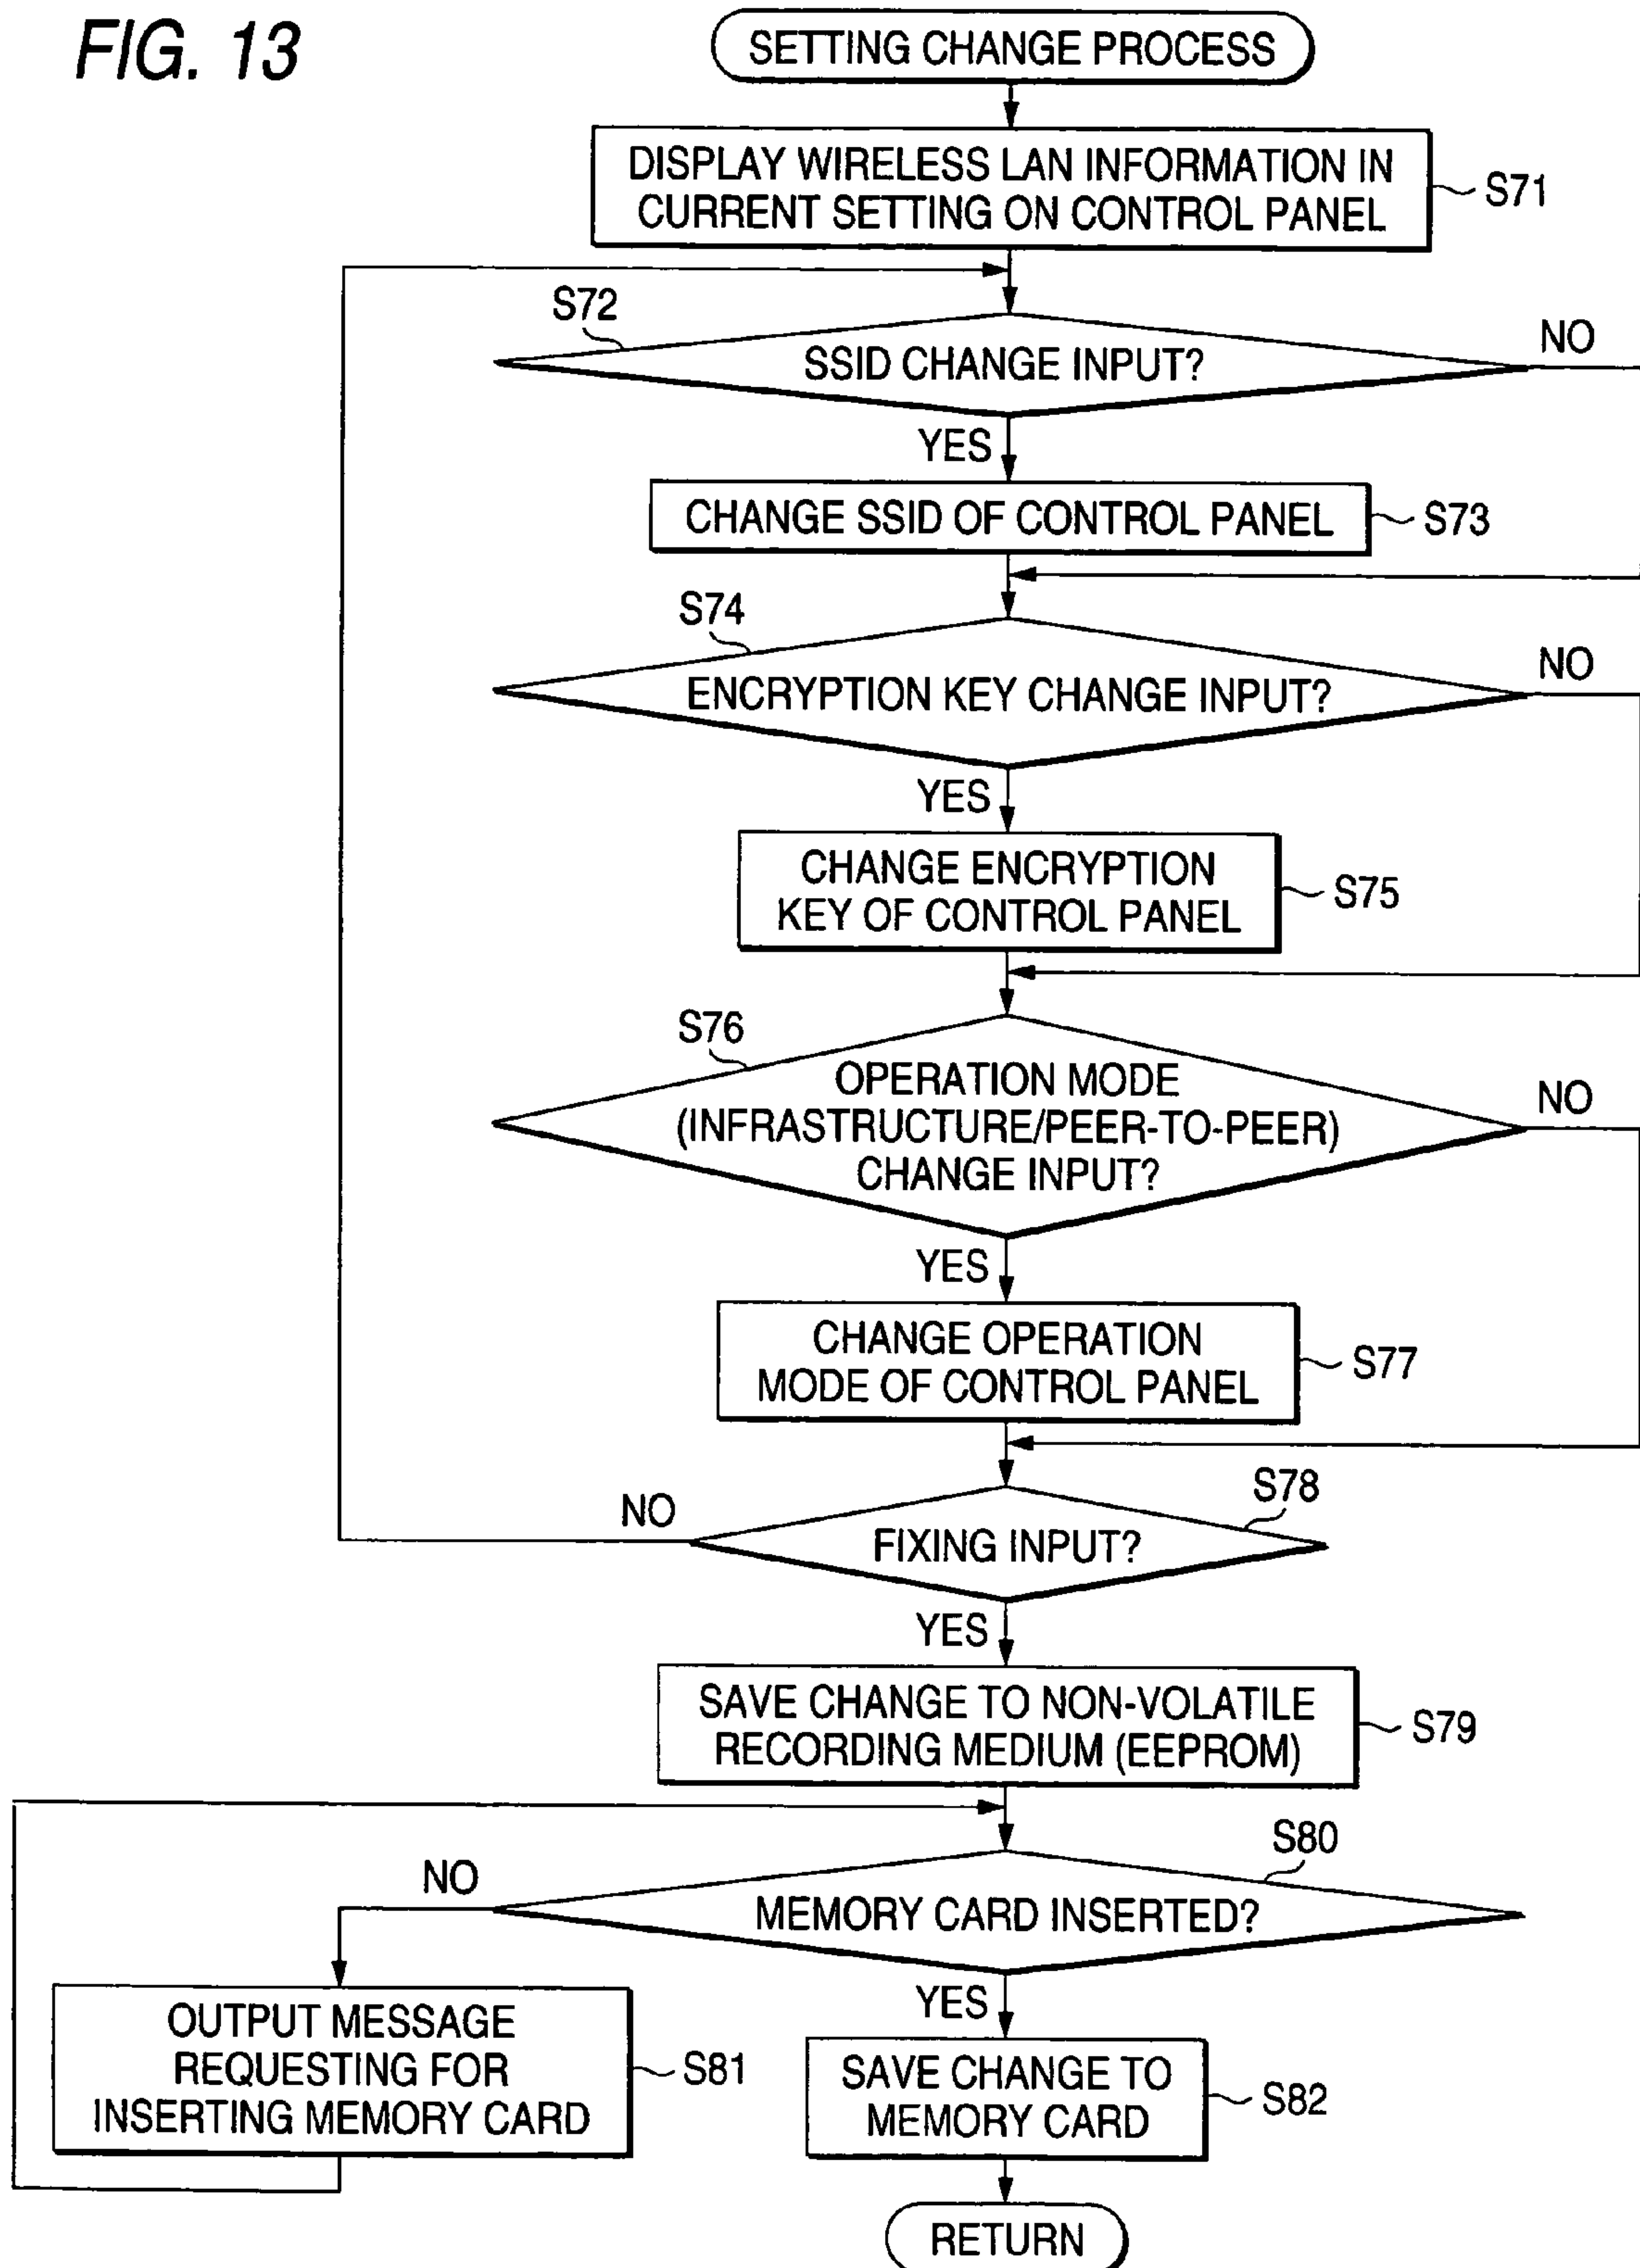 FIG. 13
SETTING CHANGE PROCESS
DISPLAY WIRELESS LAN INFORMATION IN
CURRENT SETTING ON CONTROL PANEL
S71
S72
SSID CHANGE INPUT?
NO
YES
CHANGE SSID OF CONTROL PANEL
S73
S74
ENCRYPTION KEY CHANGE INPUT?
NO
YES
CHANGE ENCRYPTION
KEY OF CONTROL PANEL
S75
S76
OPERATION MODE
(INFRASTRUCTURE/PEER-TO-PEER)
CHANGE INPUT?
NO
YES
CHANGE OPERATION
MODE OF CONTROL PANEL
S77
S78
NO
FIXING INPUT?
YES
SAVE CHANGE TO NON-VOLATILE
RECORDING MEDIUM (EEPROM)
S79
S80
NO
MEMORY CARD INSERTED?
YES
OUTPUT MESSAGE
REQUESTING FOR
INSERTING MEMORY CARD
S81
SAVE CHANGE TO
MEMORY CARD
S82
RETURN